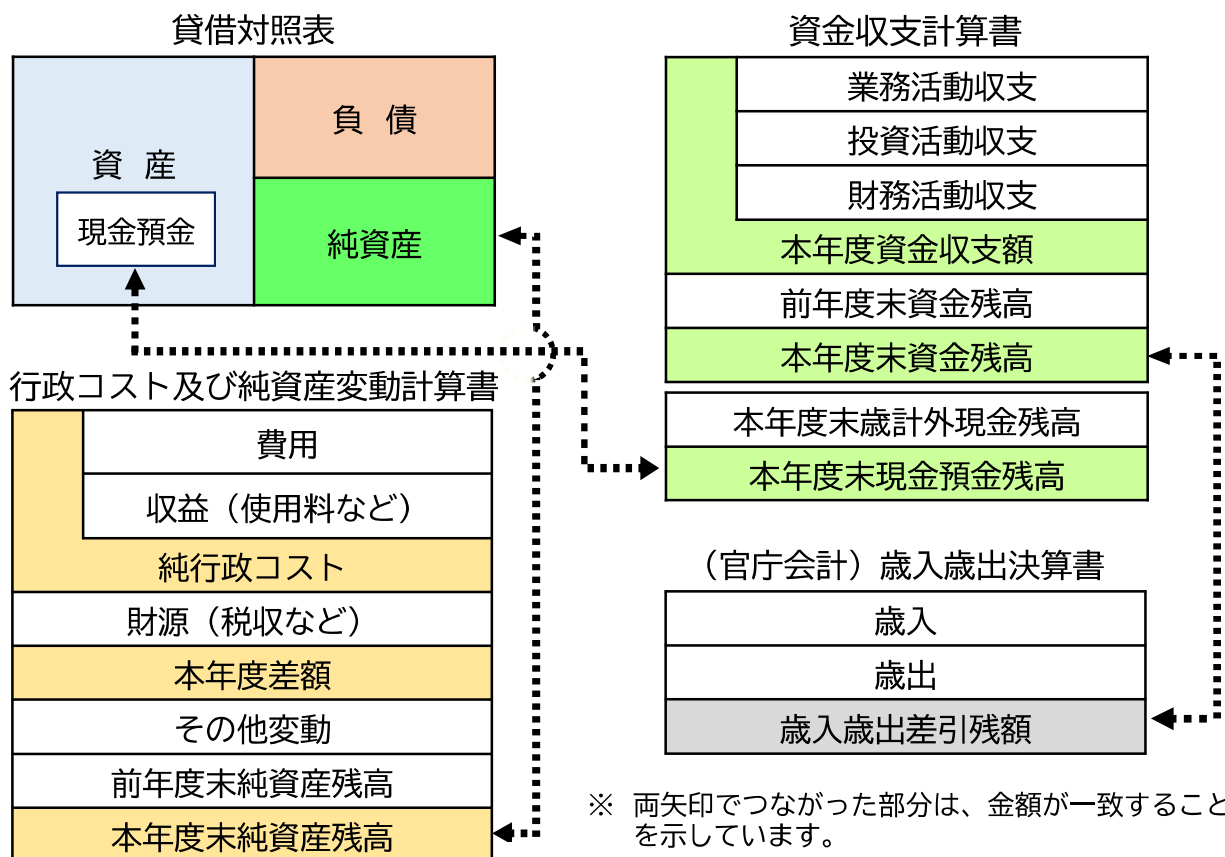 貸借対照表
資 産
現金預金
負 債
純資産
行政コスト及び純資産変動計算書
費用
収益（使用料など）
純行政コスト
財源（税収など）
本年度差額
その他変動
前年度末純資産残高
本年度末純資産残高
資金収支計算書
業務活動収支
投資活動収支
財務活動収支
本年度資金収支額
前年度末資金残高
本年度末資金残高
本年度末歳計外現金残高
本年度末現金預金残高
（官庁会計）歳入歳出決算書
歳入
歳出
歳入歳出差引残額
※ 両矢印でつながった部分は、金額が一致すること
を示しています。